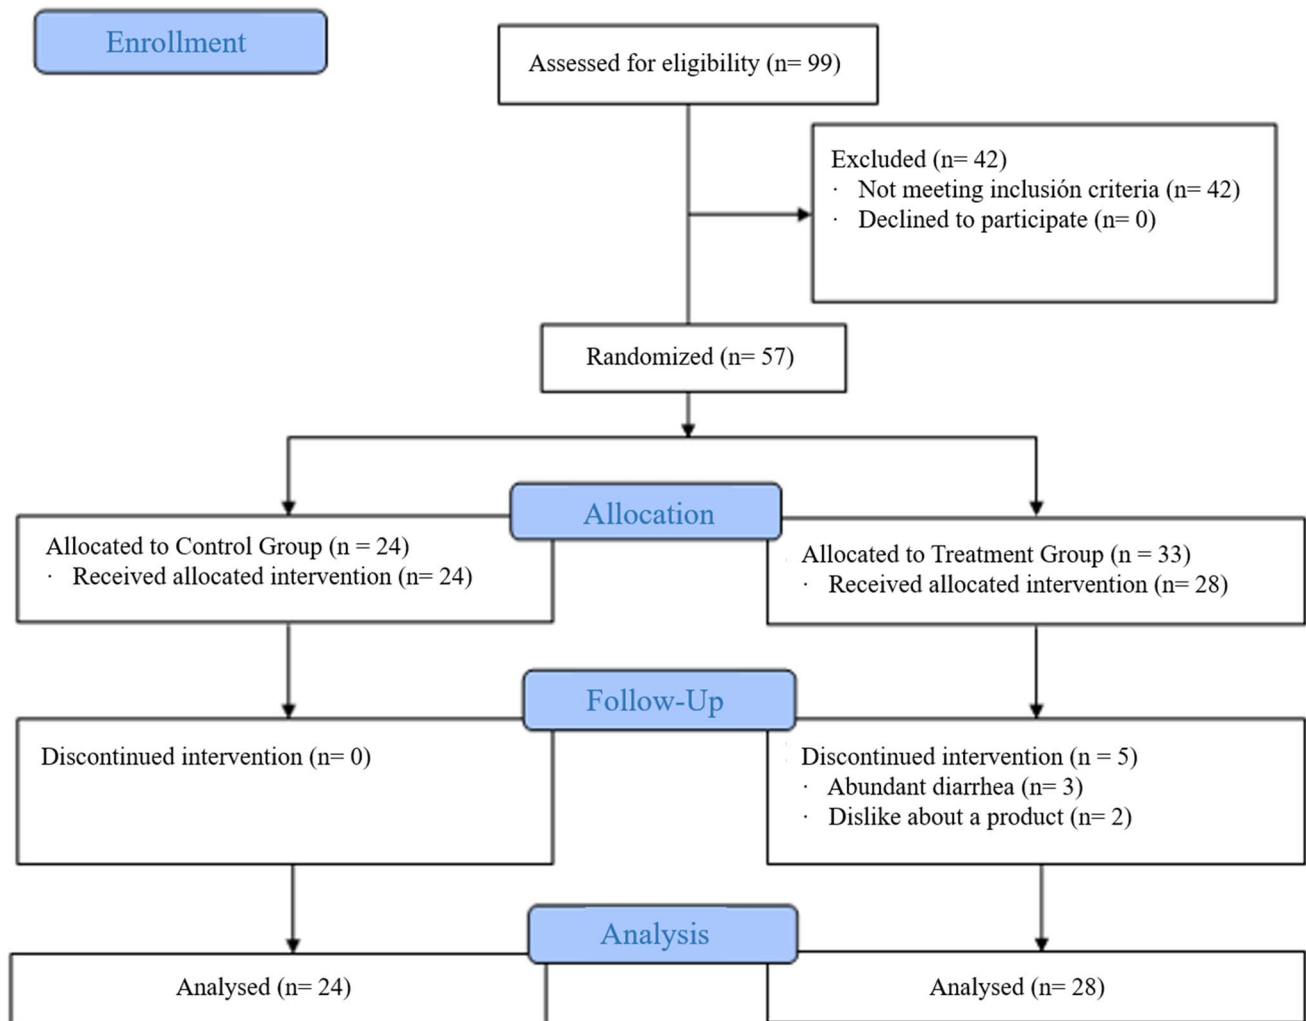 Enrollment
Assessed for eligibility (n= 99)
Excluded (n= 42)
· Not meeting inclusión criteria (n= 42)
· Declined to participate (n= 0)
Randomized (n= 57)
Allocation
Allocated to Control Group (n = 24)
· Received allocated intervention (n= 24)
Allocated to Treatment Group (n = 33)
· Received allocated intervention (n= 28)
Follow-Up
Discontinued intervention (n= 0)
Discontinued intervention (n = 5)
· Abundant diarrhea (n= 3)
· Dislike about a product (n= 2)
Analysis
Analysed (n= 24)
Analysed (n= 28)